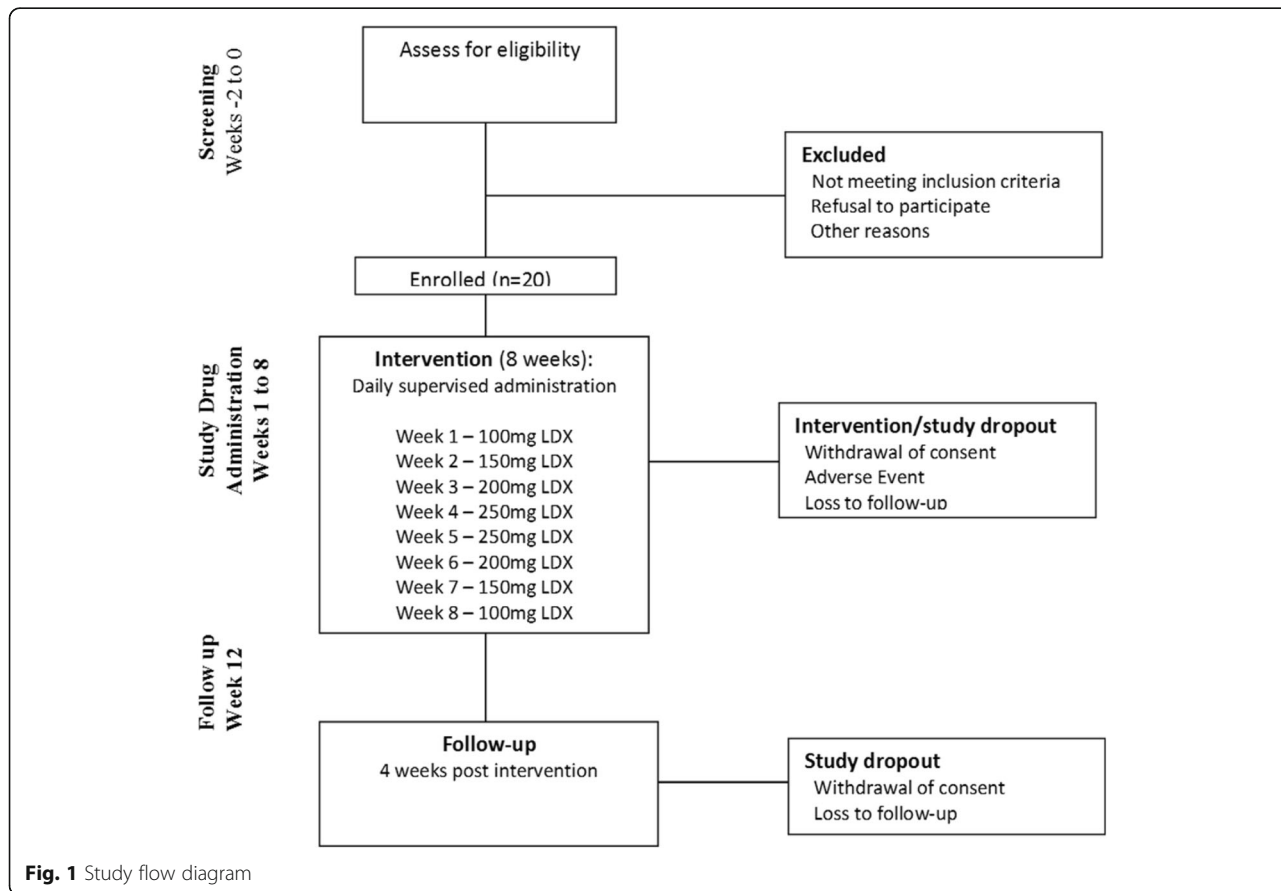 Screening
Weeks -2 to 0
Assess for eligibility
Excluded
Not meeting inclusion criteria
Refusal to participate
Other reasons
Enrolled (n=20)
Study Drug
Administration
Weeks 1 to 8
Intervention (8 weeks):
Daily supervised administration
Week 1 – 100mg LDX
Week 2 – 150mg LDX
Week 3 – 200mg LDX
Week 4 – 250mg LDX
Week 5 – 250mg LDX
Week 6 – 200mg LDX
Week 7 – 150mg LDX
Week 8 – 100mg LDX
Intervention/study dropout
Withdrawal of consent
Adverse Event
Loss to follow-up
Follow up
Week 12
Follow-up
4 weeks post intervention
Study dropout
Withdrawal of consent
Loss to follow-up
Fig. 1 Study flow diagram